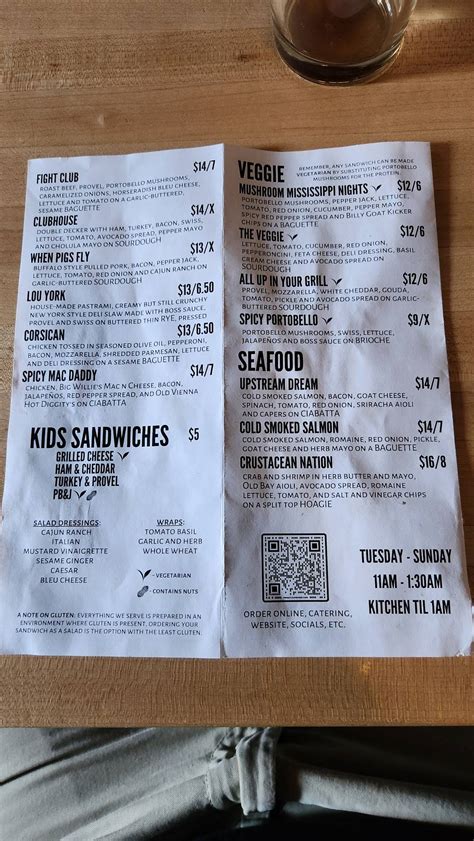 FIGHT CLUB $14/7
ROAST BEEF, PROVEL, PORTOBELLO MUSHROOMS,
CARAMELIZED ONIONS, HORSERADISH BLEU CHEESE,
LETTUCE AND TOMATO ON A GARLIC-BUTTERED,
SESAME BAGUETTE
CLUBHOUSE $14/X
DOUBLE DECKER WITH HAM, TURKEY, BACON, SWISS,
LETTUCE, TOMATO, AVOCADO SPREAD, PEPPER MAYO
AND CHOLULA MAYO ON SOURDOUGH
WHEN PIGS FLY $13/X
BUFFALO STYLE PULLED PORK, BACON, PEPPER JACK,
LETTUCE, TOMATO, RED ONION AND CAJUN RANCH ON
GARLIC-BUTTERED SOURDOUGH
LOU YORK $13/6.50
HOUSE-MADE PASTRAMI, CREAMY BUT STILL CRUNCHY
NEW YORK STYLE DELI SLAW MADE WITH BOSS SAUCE,
PROVEL AND SWISS ON BUTTERED THIN RYE, PRESSED
CORSICAN $13/6.50
CHICKEN TOSSED IN SEASONED OLIVE OIL, PEPPERONI,
BACON, MOZZARELLA, SHREDDED PARMESAN, LETTUCE
AND DELI DRESSING ON A SESAME BAGUETTE
SPICY MAC DADDY $14/7
CHICKEN, BIG WILLIE'S MAC N CHEESE, BACON,
JALAPEÑOS, RED PEPPER SPREAD, AND OLD VIENNA
HOT DIGGITY'S ON CIABATTA
KIDS SANDWICHES $5
GRILLED CHEESE
HAM & CHEDDAR
TURKEY & PROVEL
PB&J
SALAD DRESSINGS:
CAJUN RANCH
ITALIAN
MUSTARD VINAIGRETTE
SESAME GINGER
CAESAR
BLEU CHEESE
WRAPS:
TOMATO BASIL
GARLIC AND HERB
WHOLE WHEAT
- VEGETARIAN
- CONTAINS NUTS
A NOTE ON GLUTEN: EVERYTHING WE SERVE IS PREPARED IN AN
ENVIRONMENT WHERE GLUTEN IS PRESENT, ORDERING YOUR
SANDWICH AS A SALAD IS THE OPTION WITH THE LEAST GLUTEN.
VEGGIE
REMEMBER, ANY SANDWICH CAN BE MADE
VEGETARIAN BY SUBSTITUTING PORTOBELLO
MUSHROOMS FOR THE PROTEIN.
MUSHROOM MISSISSIPPI NIGHTS $12/6
PORTOBELLO MUSHROOMS, PEPPER JACK, LETTUCE,
TOMATO, RED ONION, CUCUMBER, PEPPER MAYO,
SPICY RED PEPPER SPREAD AND BILLY GOAT KICKER
CHIPS ON A BAGUETTE
THE VEGGIE $12/6
LETTUCE, TOMATO, CUCUMBER, RED ONION,
PEPPERONCINI, FETA CHEESE, DELI DRESSING, BASIL
CREAM CHEESE AND AVOCADO SPREAD ON
SOURDOUGH
ALL UP IN YOUR GRILL $12/6
PROVEL, MOZZARELLA, WHITE CHEDDAR, GOUDA,
TOMATO, PICKLE AND AVOCADO SPREAD ON GARLIC-
BUTTERED SOURDOUGH
SPICY PORTOBELLO $9/X
PORTOBELLO MUSHROOMS, SWISS, LETTUCE,
JALAPEÑOS AND BOSS SAUCE ON BRIOCHE
SEAFOOD
UPSTREAM DREAM $14/7
COLD SMOKED SALMON, BACON, GOAT CHEESE,
SPINACH, TOMATO, RED ONION, SRIRACHA AIOLI
AND CAPERS ON CIABATTA
COLD SMOKED SALMON $14/7
COLD SMOKED SALMON, ROMAINE, RED ONION, PICKLE,
GOAT CHEESE AND HERB MAYO ON A BAGUETTE
CRUSTACEAN NATION $16/8
CRAB AND SHRIMP IN HERB BUTTER AND MAYO,
OLD BAY AIOLI, AVOCADO SPREAD, ROMAINE
LETTUCE, TOMATO, AND SALT AND VINEGAR CHIPS
ON A SPLIT TOP HOAGIE
ORDER ONLINE, CATERING,
WEBSITE, SOCIALS, ETC.
TUESDAY - SUNDAY
11AM - 1:30AM
KITCHEN TIL 1AM